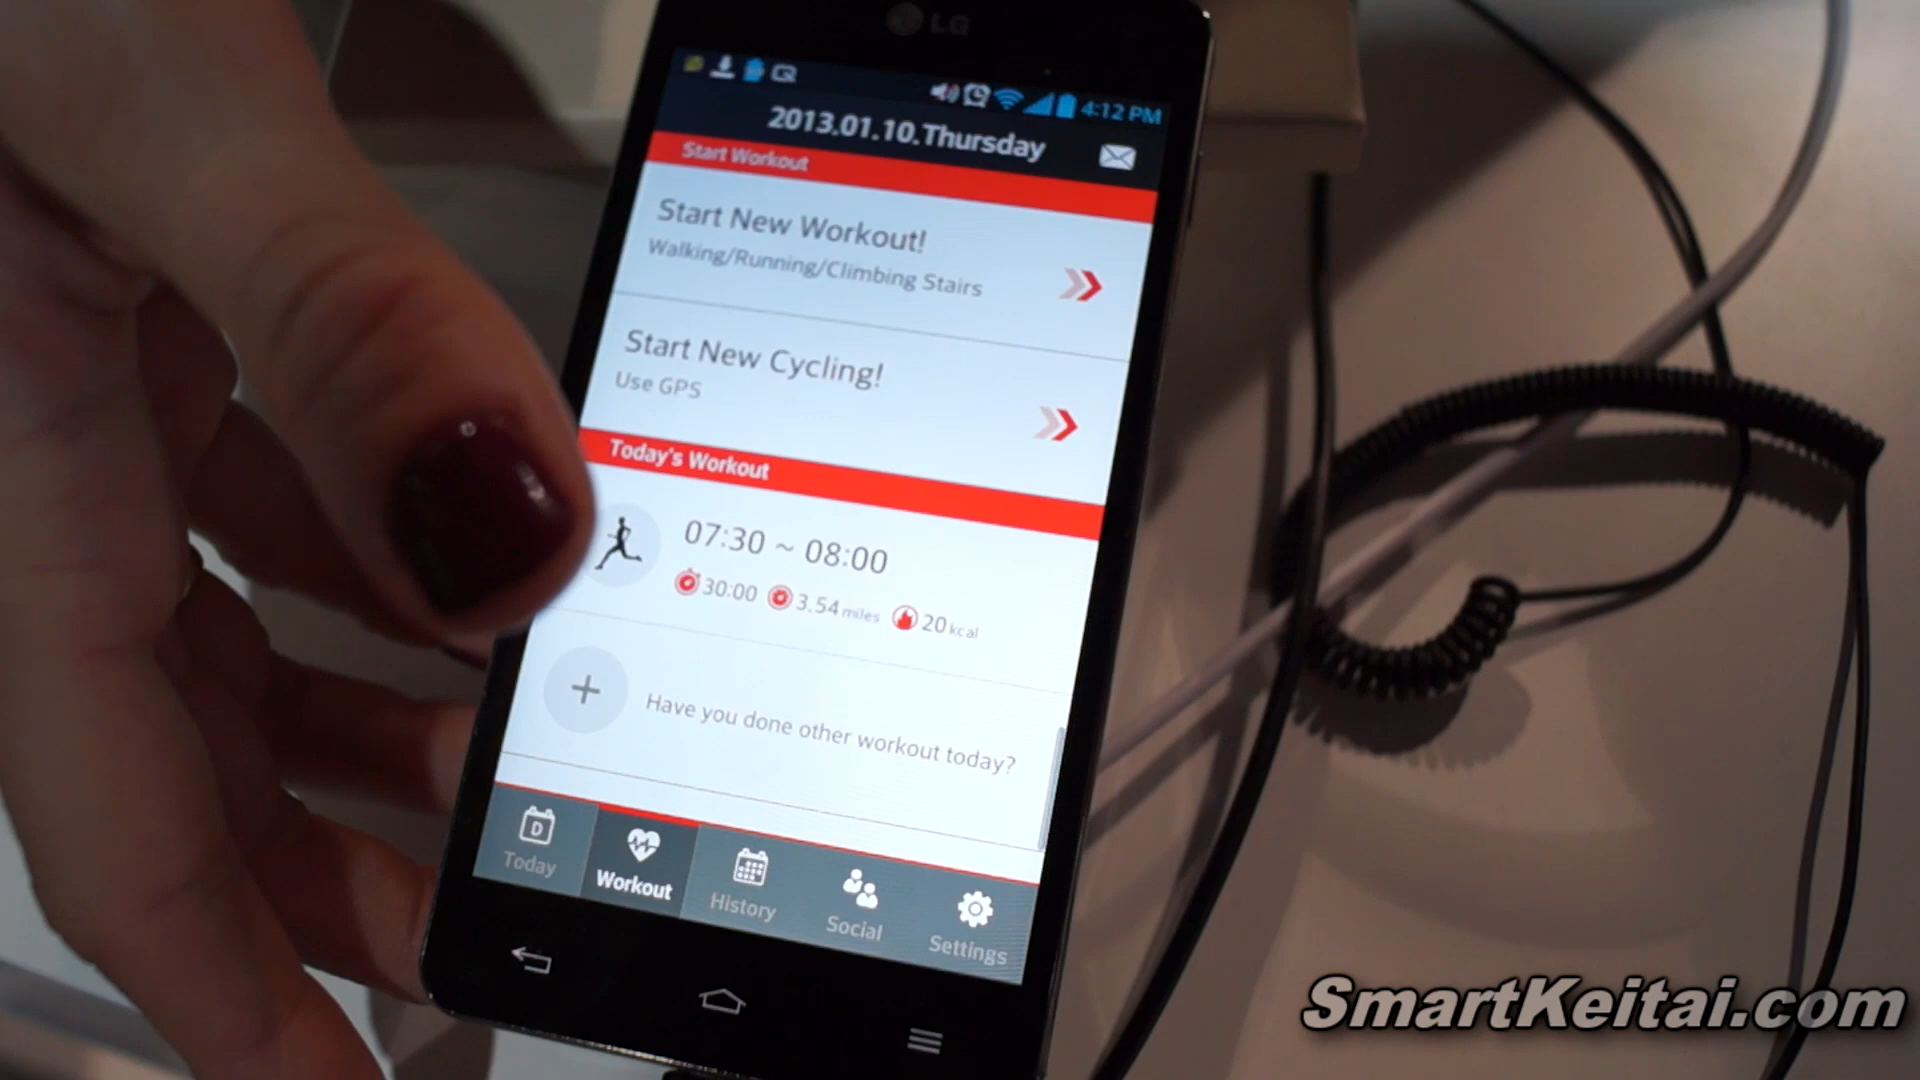 LG
4:12 PM
2013.01.10.Thursday
Start Workout
Start New Workout!
Walking/Running/Climbing Stairs
Start New Cycling!
Use GPS
Today's Workout
07:30 ~ 08:00
30:00 3.54 miles 20 kcal
Have you done other workout today?
D
Today Workout History Social Settings
SmartKeitai.com